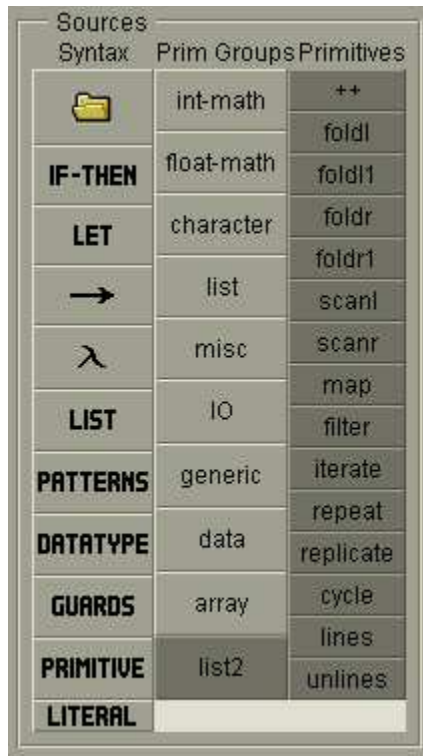 Sources
Syntax Prim Groups Primitives
int-math
float-math
character
list
misc
IO
generic
data
array
list2
IF-THEN
LET
→
λ
LIST
PATTERNS
DATATYPE
GUARDS
PRIMITIVE
LITERAL
++
foldl
foldl1
foldr
foldr1
scanl
scanr
map
filter
iterate
repeat
replicate
cycle
lines
unlines